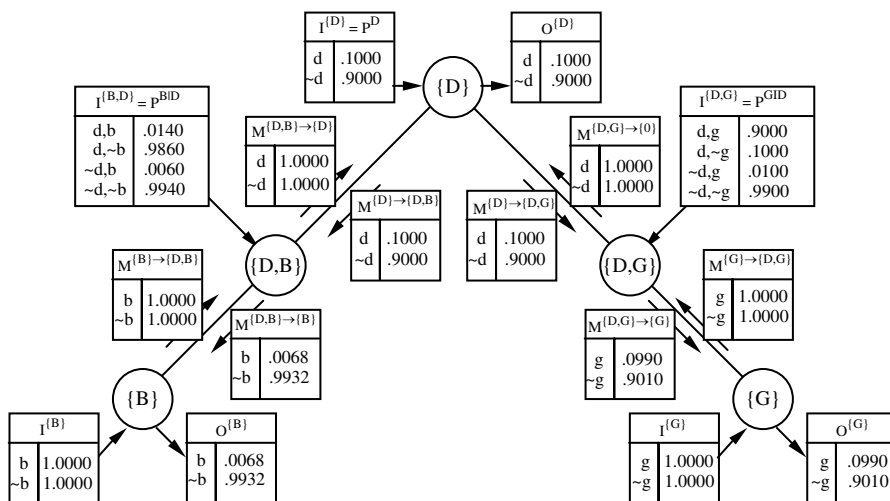 I{D} = PD
d .1000
~d .9000
{D}
O{D}
d .1000
~d .9000
I{B,D} = PB|D
d,b .0140
d,~b .9860
~d,b .0060
~d,~b .9940
M{D,B}→{D}
d 1.0000
~d 1.0000
M{D,G}→{0}
d 1.0000
~d 1.0000
I{D,G} = PG|D
d,g .9000
d,~g .1000
~d,g .0100
~d,~g .9900
M{D}→{D,B}
d .1000
~d .9000
M{D}→{D,G}
d .1000
~d .9000
{D,B}
{D,G}
M{B}→{D,B}
b 1.0000
~b 1.0000
M{D,B}→{B}
b .0068
~b .9932
M{D,G}→{G}
g .0990
~g .9010
M{G}→{D,G}
g 1.0000
~g 1.0000
{B}
{G}
I{B}
b 1.0000
~b 1.0000
O{B}
b .0068
~b .9932
I{G}
g 1.0000
~g 1.0000
O{G}
g .0990
~g .9010